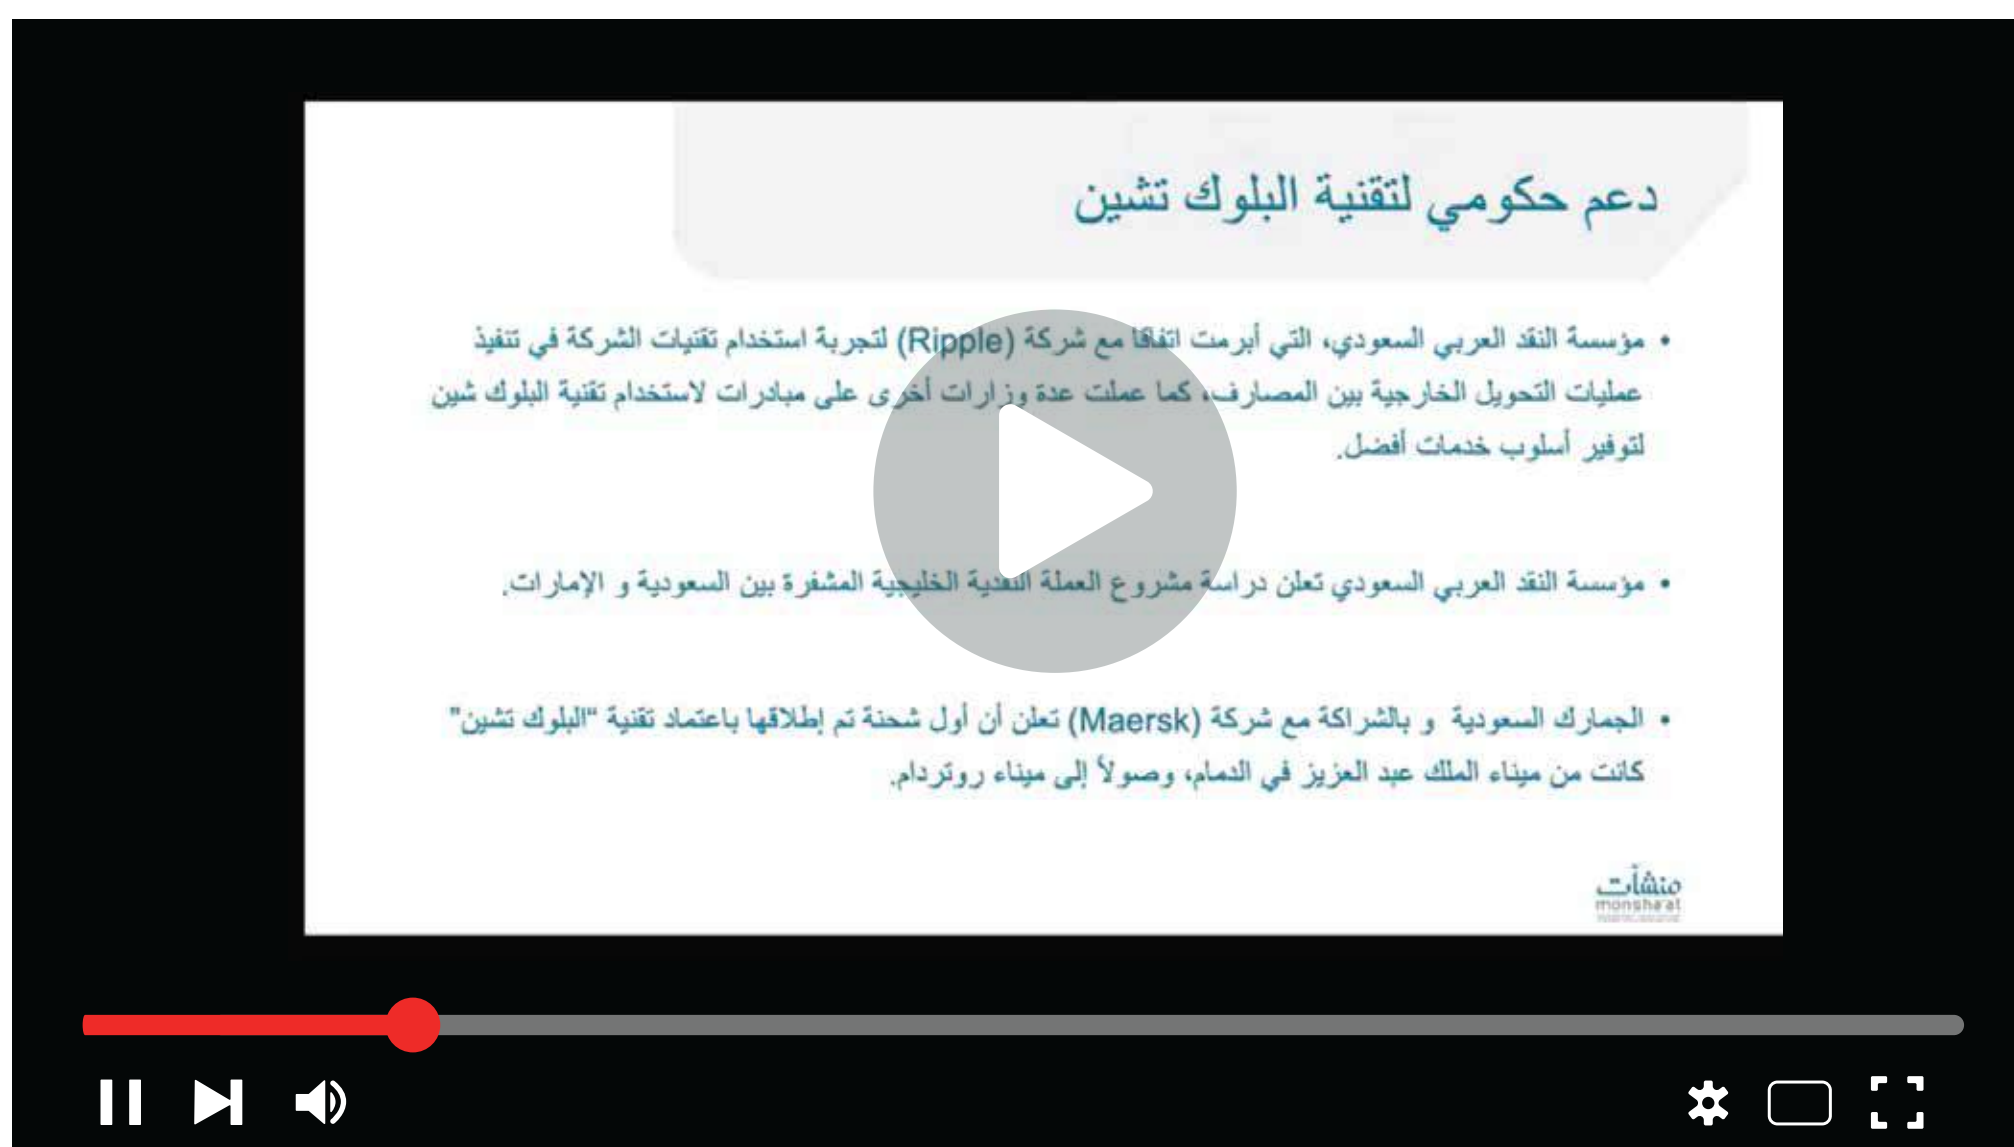 دعم حكومي لتقنية البلوك تشين
• مؤسسة النقد العربي السعودي، التي أبرمت اتفاقا مع شركة (Ripple) لتجربة استخدام تقنيات الشركة في تنفيذ
عمليات التحويل الخارجية بين المصارف، كما عملت عدة وزارات أخرى على مبادرات لاستخدام تقنية البلوك شين
لتوفير أسلوب خدمات أفضل.
• مؤسسة النقد العربي السعودي تعلن دراسة مشروع العملة النقدية الخليجية المشفرة بين السعودية و الإمارات.
• الجمارك السعودية و بالشراكة مع شركة (Maersk) تعلن أن أول شحنة تم إطلاقها باعتماد تقنية "البلوك تشين"
كانت من ميناء الملك عبد العزيز في الدمام، وصولاً إلى ميناء روتردام.
منشآت
monsha'at